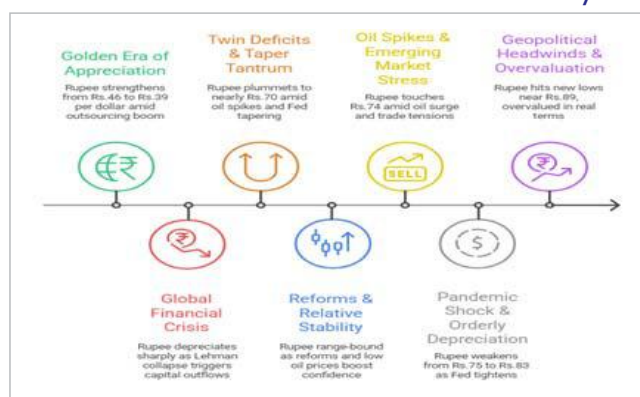 Golden Era of
Appreciation
Rupee strengthens
from Rs.46 to Rs.39
per dollar amid
outsourcing boom
Twin Deficits
& Taper
Tantrum
Rupee plummets to
nearly Rs.70 amid
oil spikes and Fed
tapering
Oil Spikes &
Emerging
Market
Stress
Rupee touches
Rs.74 amid oil surge
and trade tensions
Geopolitical
Headwinds &
Overvaluation
Rupee hits new lows
near Rs.89,
overvalued in real
terms
SELL
Global
Financial
Crisis
Rupee depreciates
sharply as Lehman
collapse triggers
capital outflows
Reforms &
Relative
Stability
Rupee range-bound
as reforms and low
oil prices boost
confidence
Pandemic
Shock &
Orderly
Depreciation
Rupee weakens
from Rs.75 to Rs.83
as Fed tightens